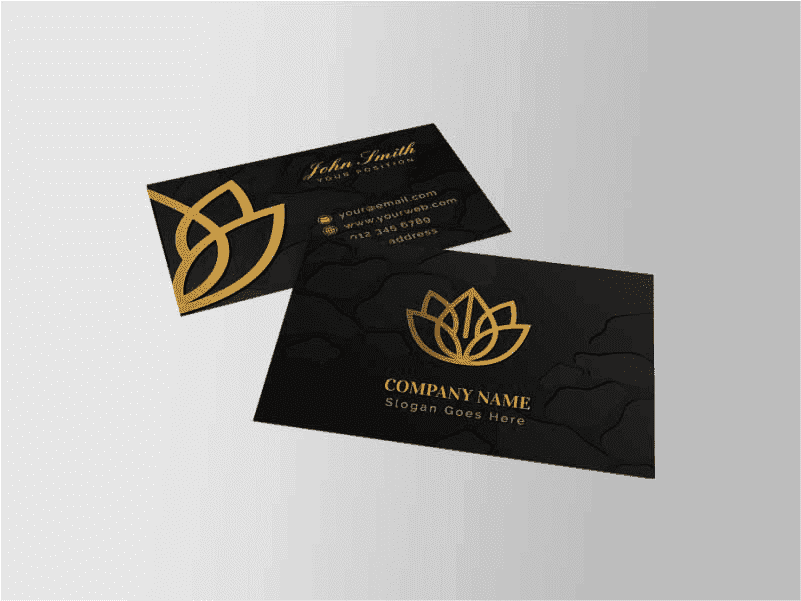 John Smith
YOUR POSITION
your@email.com
www.yourweb.com
012 345 6789
address
COMPANY NAME
Slogan Goes Here